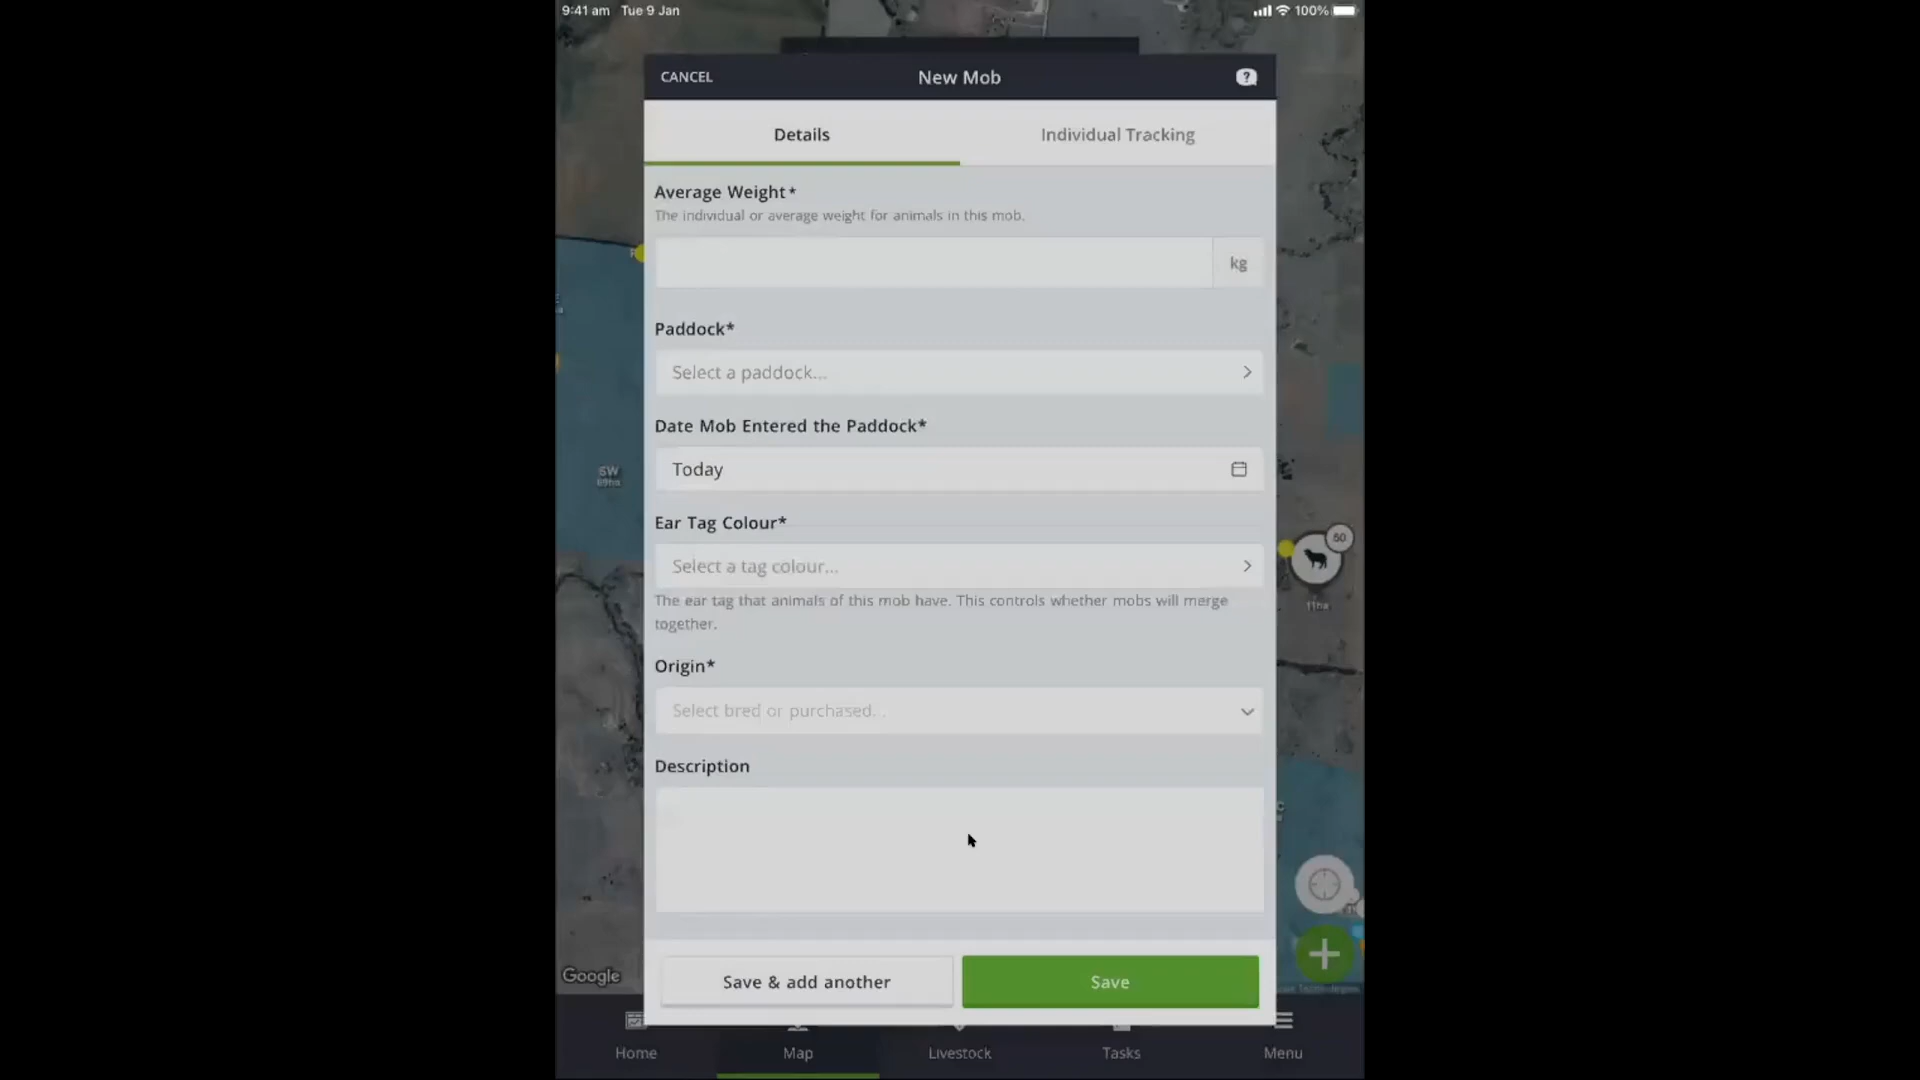 9:41 am Tue 9 Jan
100%
CANCEL
New Mob
?
Details
Individual Tracking
Average Weight*
The individual or average weight for animals in this mob.
kg
Paddock*
Select a paddock...
Date Mob Entered the Paddock*
Today
Ear Tag Colour*
Select a tag colour...
The ear tag that animals of this mob have. This controls whether mobs will merge
together.
Origin*
Select bred or purchased...
Description
Save & add another
Save
SW
69ha
50
11ha
Google
Home
Map
Livestock
Tasks
Menu